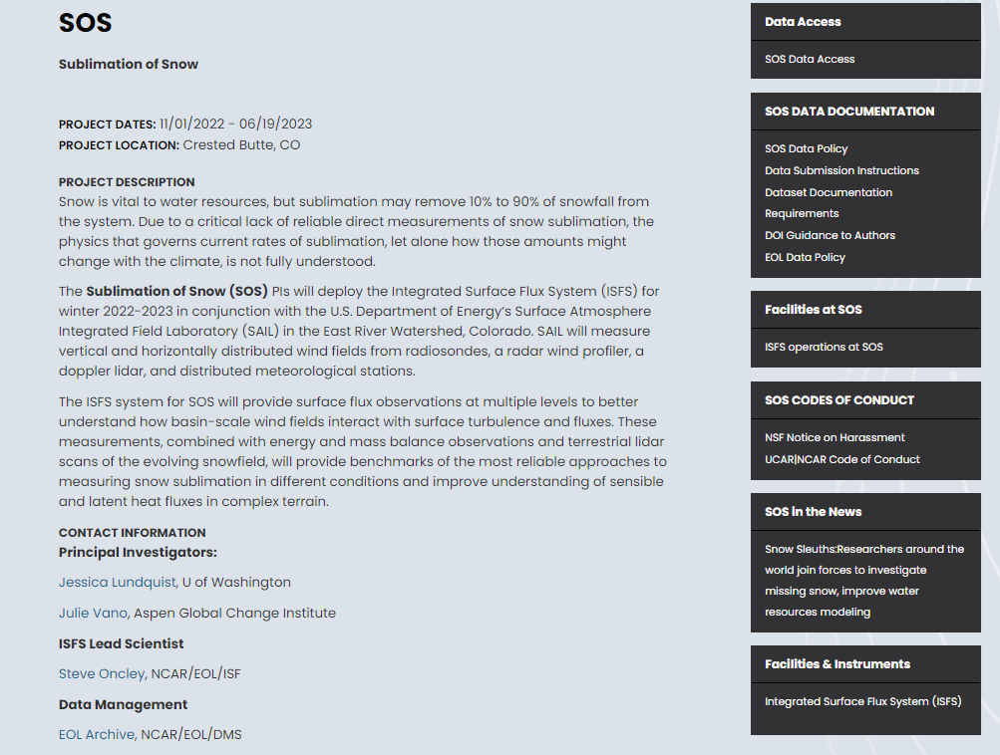 SOS
Sublimation of Snow
PROJECT DATES: 11/01/2022 - 06/19/2023
PROJECT LOCATION: Crested Butte, CO
PROJECT DESCRIPTION
Snow is vital to water resources, but sublimation may remove 10% to 90% of snowfall from
the system. Due to a critical lack of reliable direct measurements of snow sublimation, the
physics that governs current rates of sublimation, let alone how those amounts might
change with the climate, is not fully understood.
The Sublimation of Snow (SOS) PIs will deploy the Integrated Surface Flux System (ISFS) for
winter 2022-2023 in conjunction with the U.S. Department of Energy's Surface Atmosphere
Integrated Field Laboratory (SAIL) in the East River Watershed, Colorado. SAIL will measure
vertical and horizontally distributed wind fields from radiosondes, a radar wind profiler, a
doppler lidar, and distributed meteorological stations.
The ISFS system for SOS will provide surface flux observations at multiple levels to better
understand how basin-scale wind fields interact with surface turbulence and fluxes. These
measurements, combined with energy and mass balance observations and terrestrial lidar
scans of the evolving snowfield, will provide benchmarks of the most reliable approaches to
measuring snow sublimation in different conditions and improve understanding of sensible
and latent heat fluxes in complex terrain.
CONTACT INFORMATION
Principal Investigators:
Jessica Lundquist, U of Washington
Julie Vano, Aspen Global Change Institute
ISFS Lead Scientist
Steve Oncley, NCAR/EOL/ISF
Data Management
EOL Archive, NCAR/EOL/DMS
Data Access
SOS Data Access
SOS DATA DOCUMENTATION
SOS Data Policy
Data Submission Instructions
Dataset Documentation
Requirements
DOI Guidance to Authors
EOL Data Policy
Facilities at SOS
ISFS operations at SOS
SOS CODES OF CONDUCT
NSF Notice on Harassment
UCAR|NCAR Code of Conduct
SOS in the News
Snow Sleuths:Researchers around the
world join forces to investigate
missing snow, improve water
resources modeling
Facilities & Instruments
Integrated Surface Flux System (ISFS)